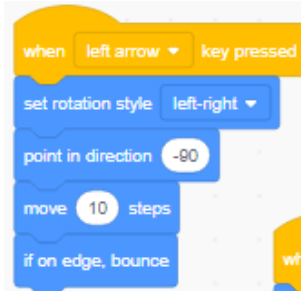 when left arrow key pressed
set rotation style left-right
point in direction -90
move 10 steps
if on edge, bounce